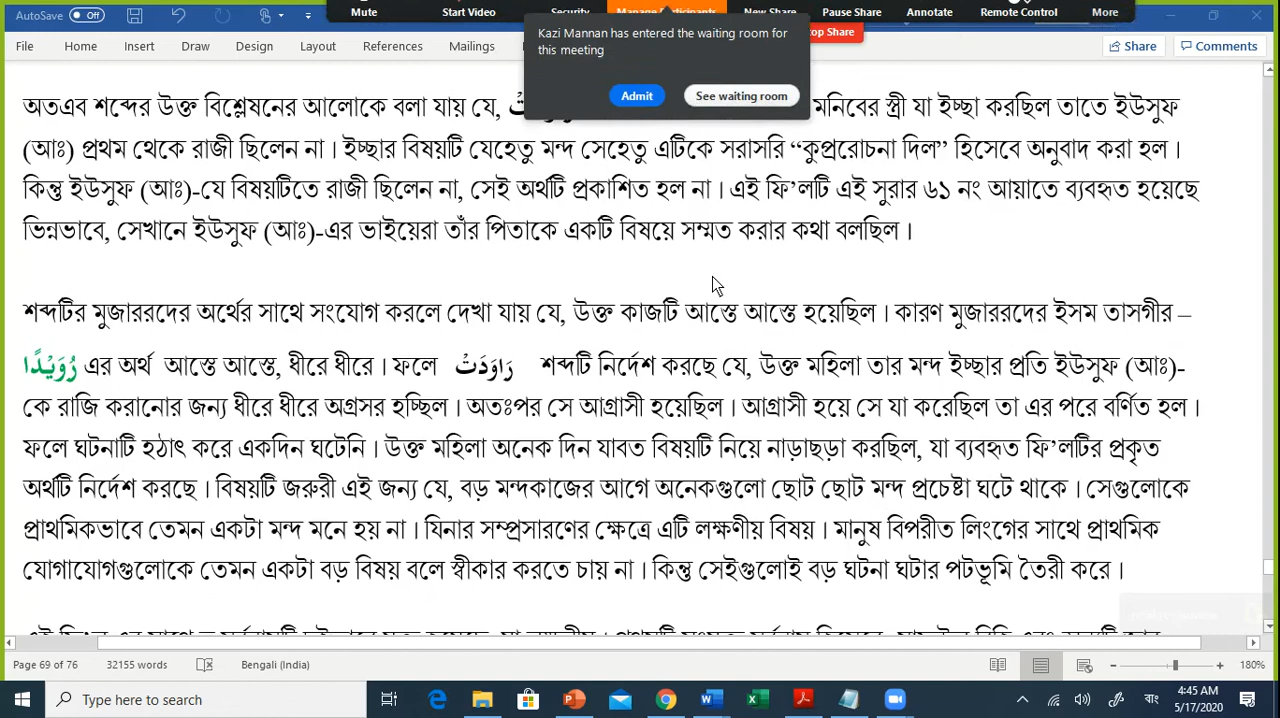 AutoSave Off
Mute Start Video Security Manage Participants New Share Pause Share Annotate Remote Control More
File Home Insert Draw Design Layout References Mailings
Stop Share
Share Comments
Kazi Mannan has entered the waiting room for
this meeting
Admit See waiting room
অতএব শব্দের উক্ত বিশ্লেষনের আলোকে বলা যায় যে, মনিবের স্ত্রী যা ইচ্ছা করছিল তাতে ইউসুফ
(আঃ) প্রথম থেকে রাজী ছিলেন না। ইচ্ছার বিষয়টি যেহেতু মন্দ সেহেতু এটিকে সরাসরি “কুপ্ররোচনা দিল” হিসেবে অনুবাদ করা হল।
কিন্তু ইউসুফ (আঃ)-যে বিষয়টিতে রাজী ছিলেন না, সেই অর্থটি প্রকাশিত হল না। এই ফি'লটি এই সুরার ৬১ নং আয়াতে ব্যবহৃত হয়েছে
ভিন্নভাবে, সেখানে ইউসুফ (আঃ)-এর ভাইয়েরা তাঁর পিতাকে একটি বিষয়ে সম্মত করার কথা বলছিল।
শব্দটির মুজাররদের অর্থের সাথে সংযোগ করলে দেখা যায় যে, উক্ত কাজটি আস্তে আস্তে হয়েছিল। কারণ মুজাররদের ইসম তাসগীর –
رُوَيْدًا এর অর্থ আস্তে আস্তে, ধীরে ধীরে। ফলে رَاوَدَتْ শব্দটি নির্দেশ করছে যে, উক্ত মহিলা তার মন্দ ইচ্ছার প্রতি ইউসুফ (আঃ)-
কে রাজি করানোর জন্য ধীরে ধীরে অগ্রসর হচ্ছিল। অতঃপর সে আগ্রাসী হয়েছিল। আগ্রাসী হয়ে সে যা করেছিল তা এর পরে বর্ণিত হল।
ফলে ঘটনাটি হঠাৎ করে একদিন ঘটেনি। উক্ত মহিলা অনেক দিন যাবত বিষয়টি নিয়ে নাড়াছড়া করছিল, যা ব্যবহৃত ফি'লটির প্রকৃত
অর্থটি নির্দেশ করছে। বিষয়টি জরুরী এই জন্য যে, বড় মন্দকাজের আগে অনেকগুলো ছোট ছোট মন্দ প্রচেষ্টা ঘটে থাকে। সেগুলোকে
প্রাথমিকভাবে তেমন একটা মন্দ মনে হয় না। যিনার সম্প্রসারণের ক্ষেত্রে এটি লক্ষণীয় বিষয়। মানুষ বিপরীত লিংগের সাথে প্রাথমিক
যোগাযোগগুলোকে তেমন একটা বড় বিষয় বলে স্বীকার করতে চায় না। কিন্তু সেইগুলোই বড় ঘটনা ঘটার পটভূমি তৈরী করে।
Page 69 of 76 32155 words Bengali (India) 180%
Type here to search বাং 4:45 AM
5/17/2020